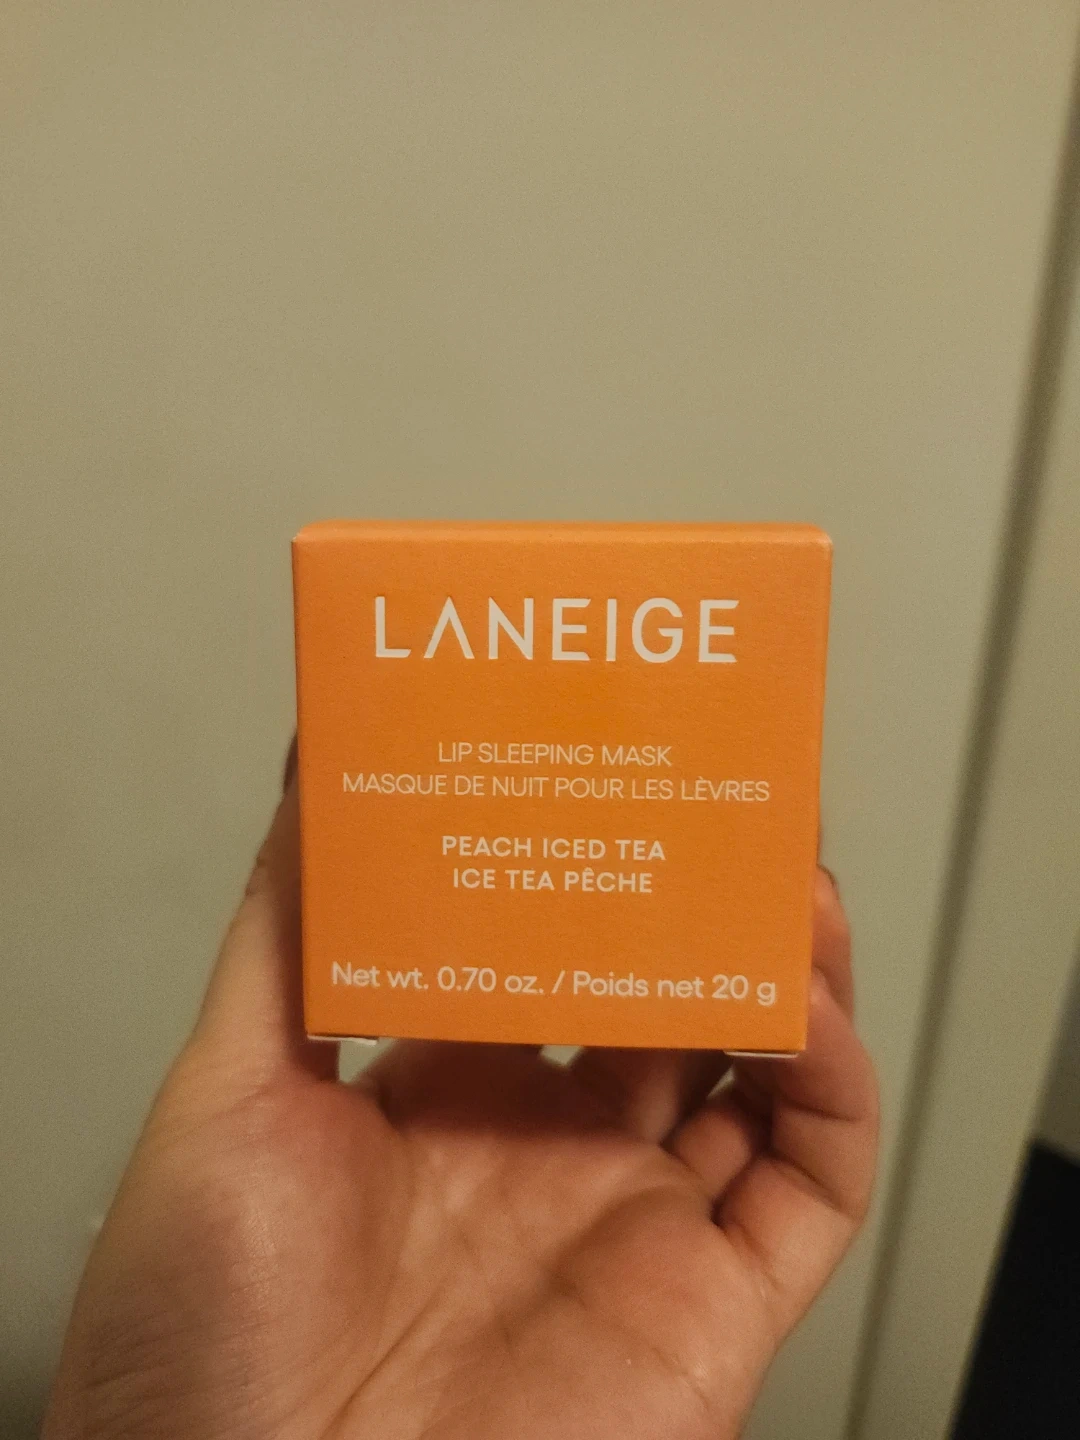 LANEIGE
LIP SLEEPING MASK
MASQUE DE NUIT POUR LES LÈVRES
PEACH ICED TEA
ICE TEA PÊCHE
Net wt. 0.70 oz. / Poids net 20 g